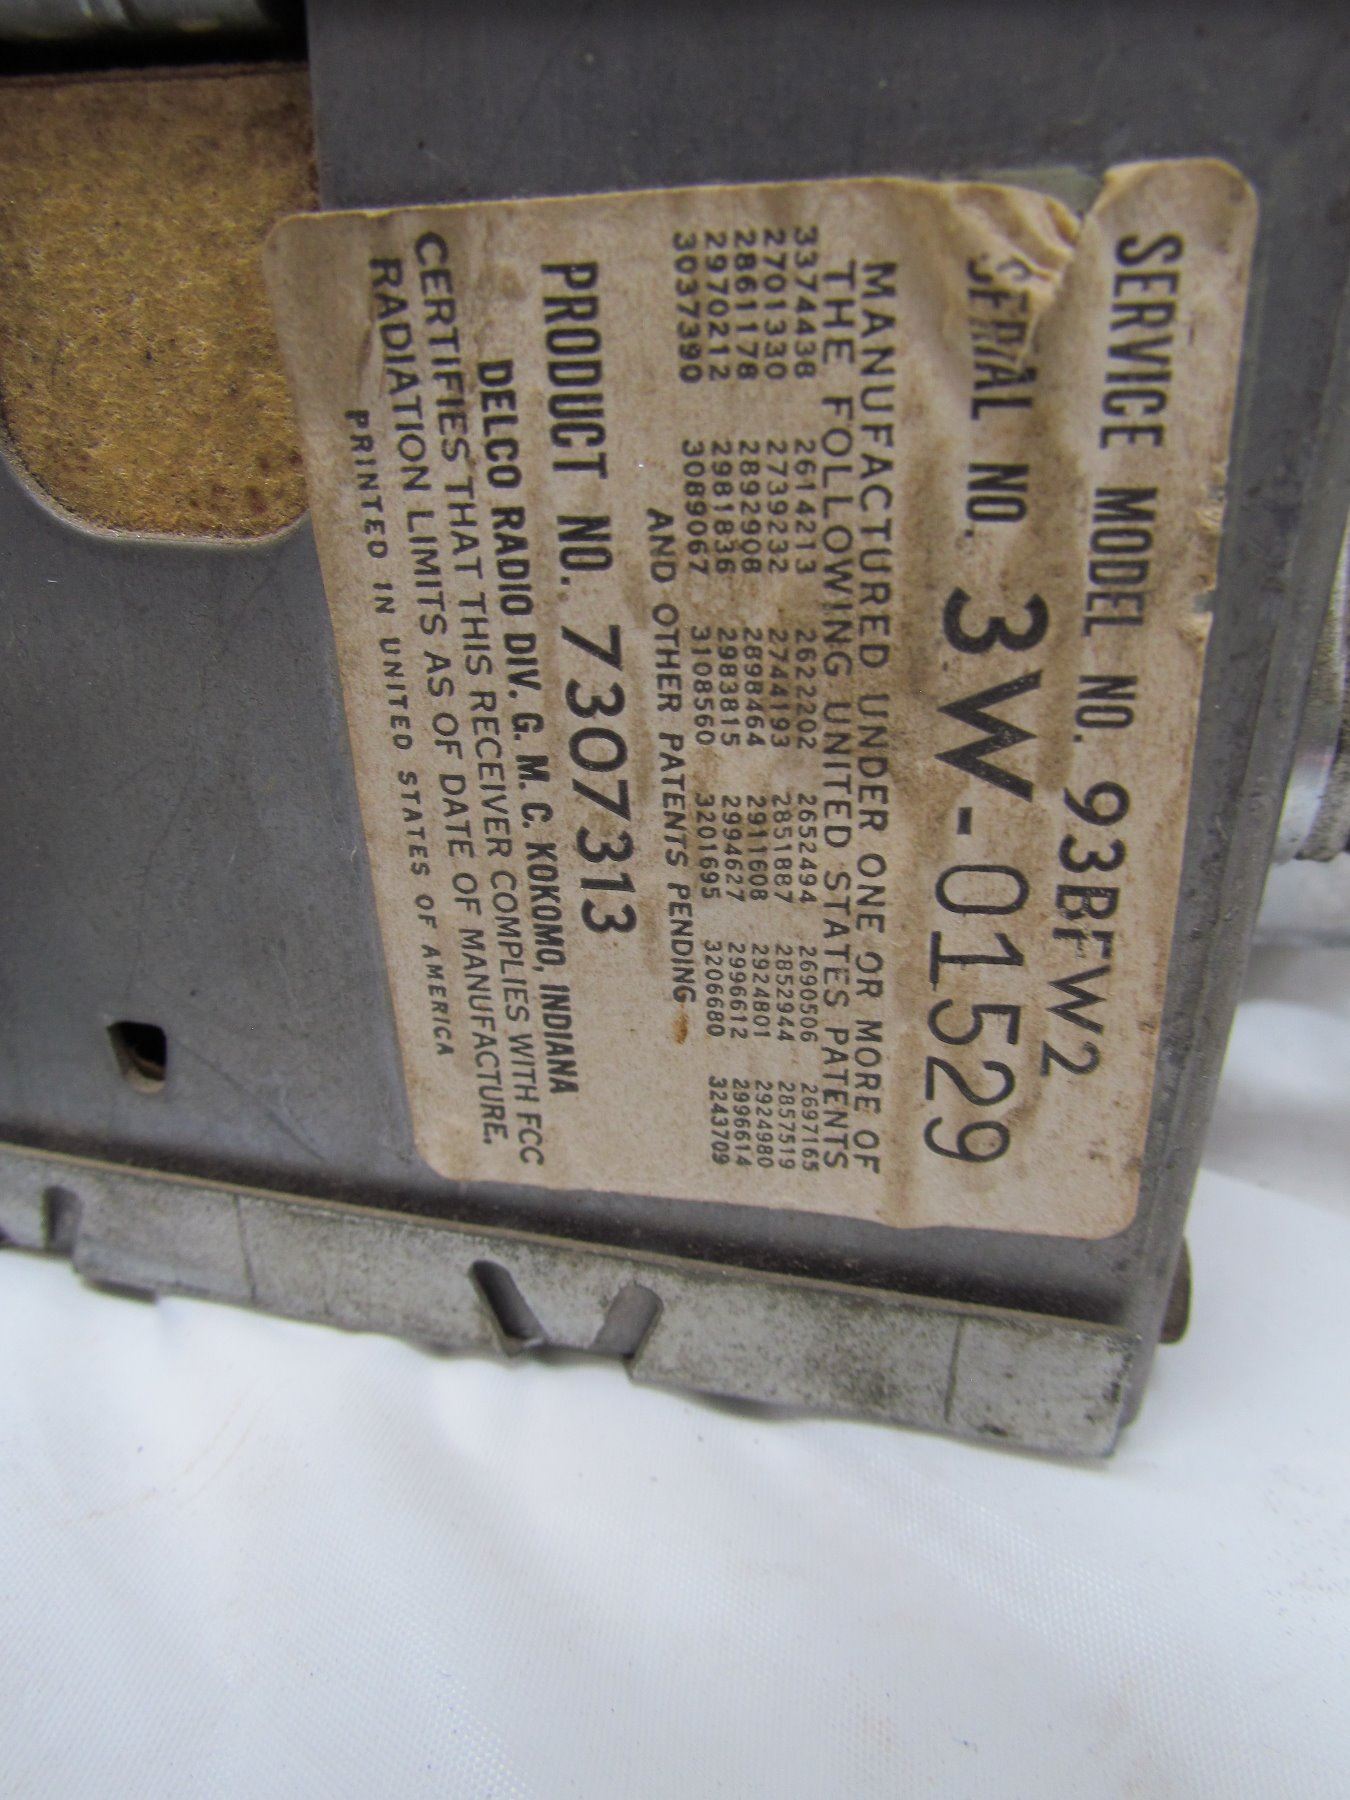 SERVICE MODEL NO. 93BFW2
SERIAL NO. 3W-01529
MANUFACTURED UNDER ONE OR MORE OF
THE FOLLOWING UNITED STATES PATENTS
3374438 2614213 2622202 2652494 2690506 2697165
2701330 2739232 2744193 2851887 2852944 2857519
2861178 2892908 2898464 2911608 2924801 2924980
2970212 2981836 2983815 2994627 2996612 2996614
3037390 3089067 3108560 3201695 3206680 3243709
AND OTHER PATENTS PENDING
PRODUCT NO. 7307313
DELCO RADIO DIV. G. M. C. KOKOMO, INDIANA
CERTIFIES THAT THIS RECEIVER COMPLIES WITH FCC
RADIATION LIMITS AS OF DATE OF MANUFACTURE.
PRINTED IN UNITED STATES OF AMERICA